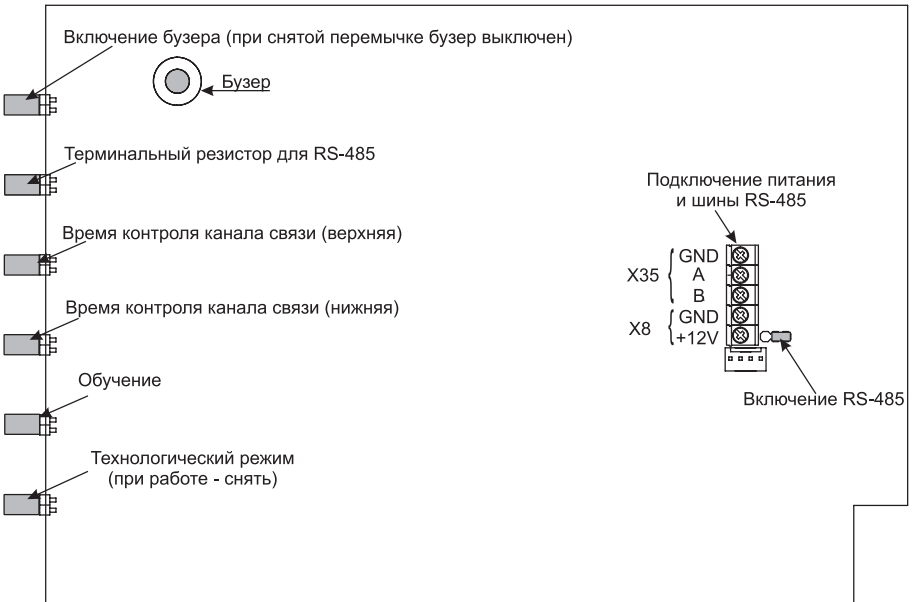 Включение бузера (при снятой перемычке бузер выключен)
Бузер
Терминальный резистор для RS-485
Подключение питания
и шины RS-485
Время контроля канала связи (верхняя)
X35
GND
A
B
Время контроля канала связи (нижняя)
X8
GND
+12V
Обучение
Включение RS-485
Технологический режим
(при работе - снять)